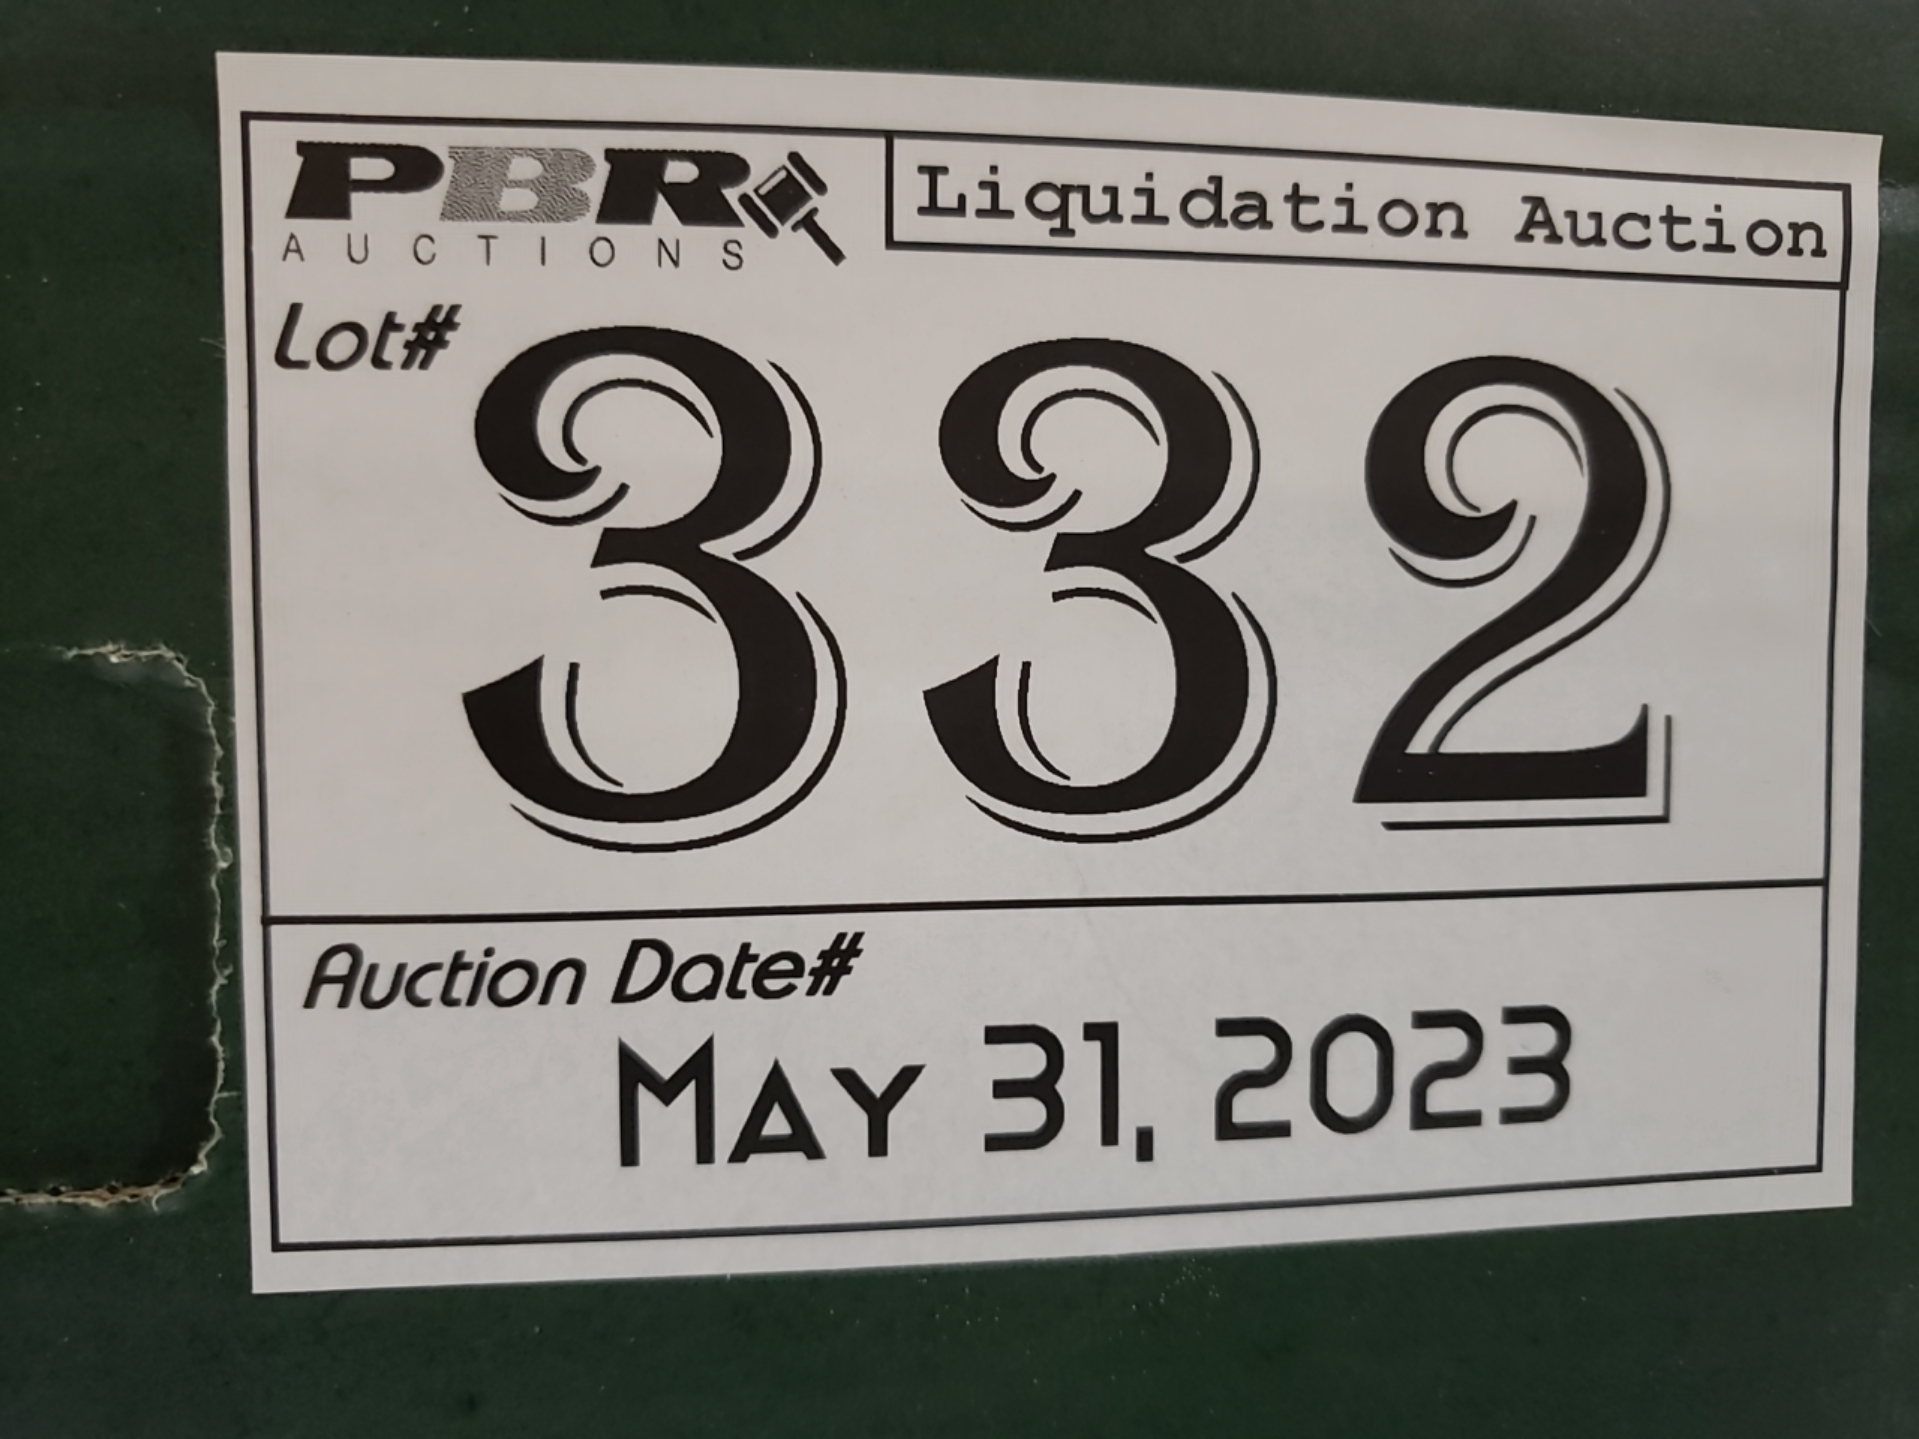 PBR
AUCTIONS
Liquidation Auction
Lot#
332
Auction Date#
MAY 31, 2023